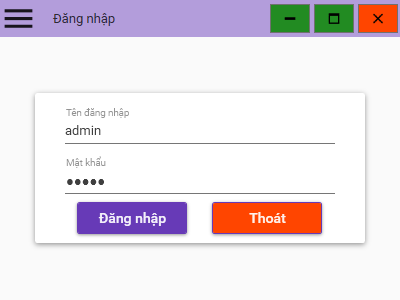 Đăng nhập
Tên đăng nhập
admin
Mật khẩu
●●●●●
Đăng nhập
Thoát